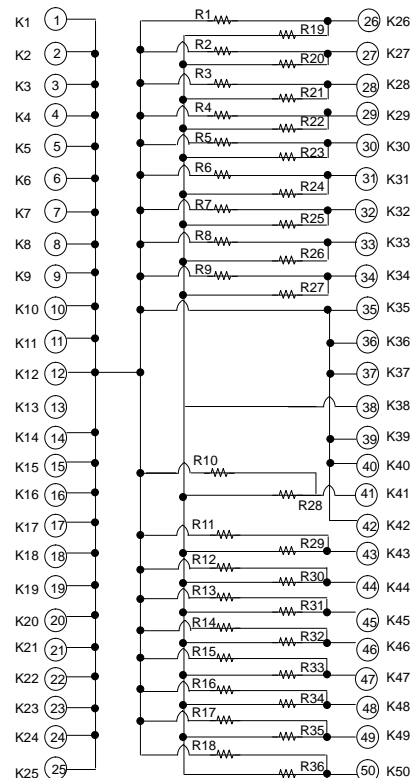 K1 1 R1 R19 26 K26
K2 2 R2 R20 27 K27
K3 3 R3 R21 28 K28
K4 4 R4 R22 29 K29
K5 5 R5 R23 30 K30
K6 6 R6 R24 31 K31
K7 7 R7 R25 32 K32
K8 8 R8 R26 33 K33
K9 9 R9 R27 34 K34
K10 10 35 K35
K11 11 36 K36
K12 12 37 K37
K13 13 38 K38
K14 14 39 K39
K15 15 R10 40 K40
K16 16 R28 41 K41
K17 17 R11 42 K42
K18 18 R29 43 K43
K19 19 R12 R30 44 K44
K20 20 R13 R31 45 K45
K21 21 R14 R32 46 K46
K22 22 R15 R33 47 K47
K23 23 R16 R34 48 K48
K24 24 R17 R35 49 K49
K25 25 R18 R36 50 K50